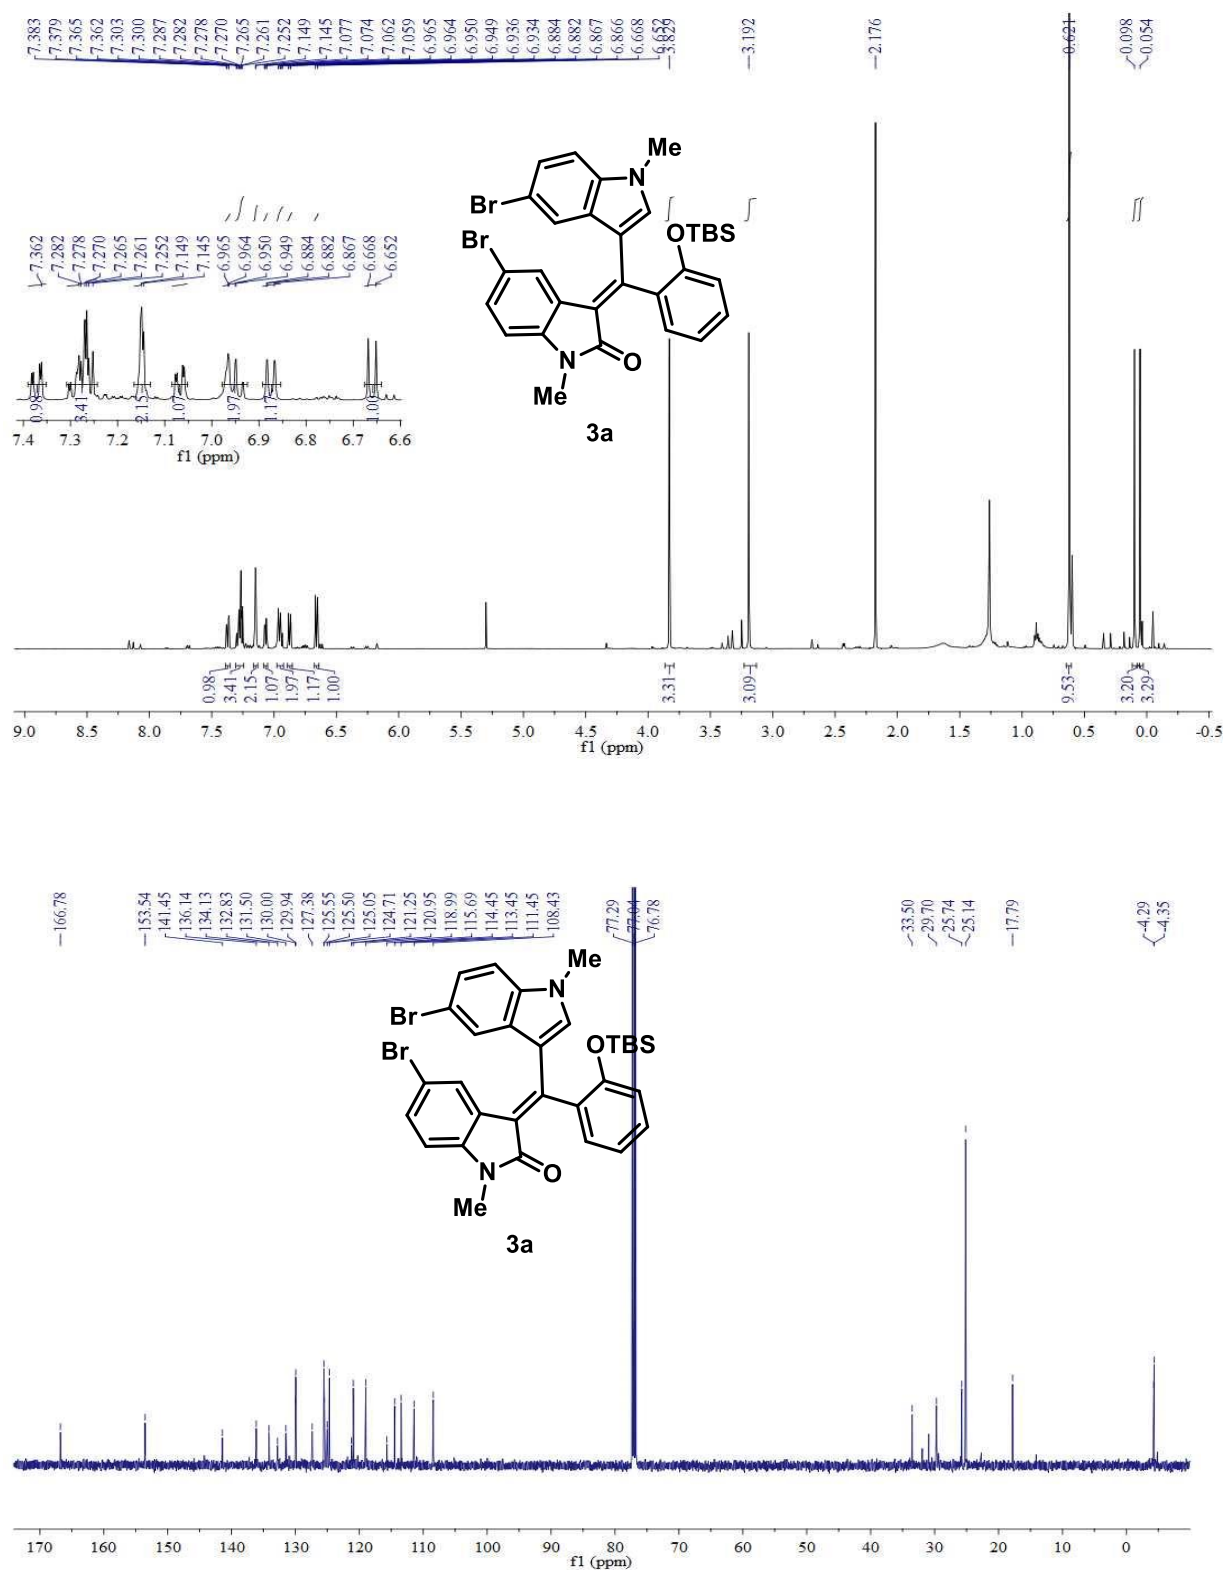 7.383 7.379 7.365 7.362 7.303 7.300 7.287 7.282 7.278 7.270 7.265 7.261 7.252 7.149 7.145 7.077 7.074 7.062 7.059 6.965 6.964 6.950 6.949 6.936 6.934 6.884 6.882 6.867 6.866 6.668 6.652 3.829 3.192 2.176 0.621 0.098 0.054
Me
N
Br
OTBS
Br
N
O
Me
3a
7.362 7.282 7.278 7.270 7.265 7.261 7.252 7.149 7.145 6.965 6.964 6.950 6.949 6.884 6.882 6.867 6.668 6.652
0.98 3.41 2.15 1.07 1.97 1.17 1.00
7.4 7.3 7.2 7.1 7.0 6.9 6.8 6.7 6.6
f1 (ppm)
0.98 3.41 2.15 1.07 1.97 1.17 1.00 3.31 3.09 9.53 3.20 3.29
9.0 8.5 8.0 7.5 7.0 6.5 6.0 5.5 5.0 4.5 4.0 3.5 3.0 2.5 2.0 1.5 1.0 0.5 0.0 -0.5
f1 (ppm)
166.78 153.54 141.45 136.14 134.13 132.83 131.50 130.00 129.94 127.38 125.55 125.50 125.05 124.71 121.25 120.95 118.99 115.69 114.45 113.45 111.45 108.43 77.29 77.04 76.78 33.50 29.70 25.74 25.14 17.79 -4.29 -4.35
Me
N
Br
OTBS
Br
N
O
Me
3a
170 160 150 140 130 120 110 100 90 80 70 60 50 40 30 20 10 0
f1 (ppm)